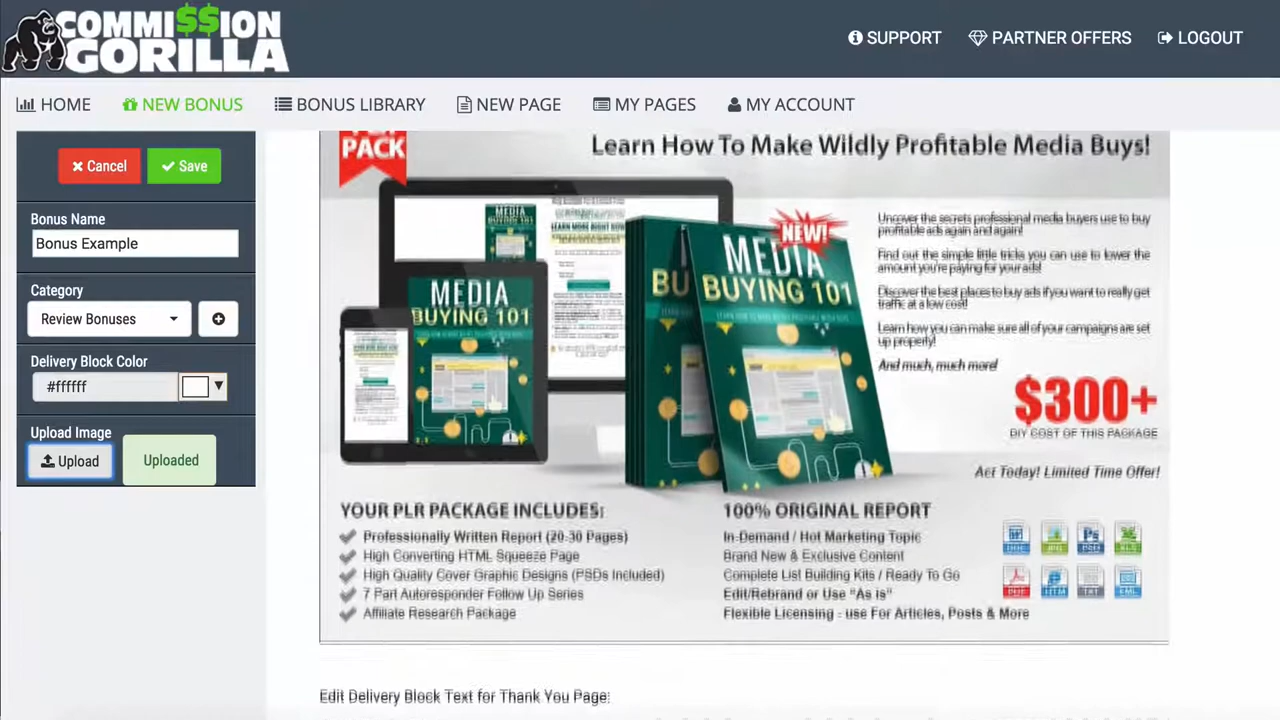 COMMI$$ION
GORILLA
SUPPORT
PARTNER OFFERS
LOGOUT
HOME
NEW BONUS
BONUS LIBRARY
NEW PAGE
MY PAGES
MY ACCOUNT
Cancel
Save
Bonus Name
Bonus Example
Category
Review Bonuses
Delivery Block Color
#ffffff
Upload Image
Upload
Uploaded
PACK
Learn How To Make Wildly Profitable Media Buys!
Uncover the secrets professional media buyers use to buy
profitable ads again and again!
Find out the simple little tricks you can use to lower the
amount you're paying for your ads!
Discover the best places to buy ads if you want to really get
traffic at a low cost!
Learn how you can make sure all of your campaigns are set
up properly!
And much, much more!
$300+
DIY COST OF THIS PACKAGE
Act Today! Limited Time Offer!
MEDIA
BUYING 101
MEDIA
BUYING 101
BU
NEW!
MEDIA
BUYING 101
YOUR PLR PACKAGE INCLUDES:
Professionally Written Report (20-30 Pages)
High Converting HTML Squeeze Page
High Quality Cover Graphic Designs (PSDs Included)
7 Part Autoresponder Follow Up Series
Affiliate Research Package
100% ORIGINAL REPORT
In-Demand / Hot Marketing Topic
Brand New & Exclusive Content
Complete List Building Kits / Ready To Go
Edit/Rebrand or Use "As is"
Flexible Licensing - use For Articles, Posts & More
Edit Delivery Block Text for Thank You Page: